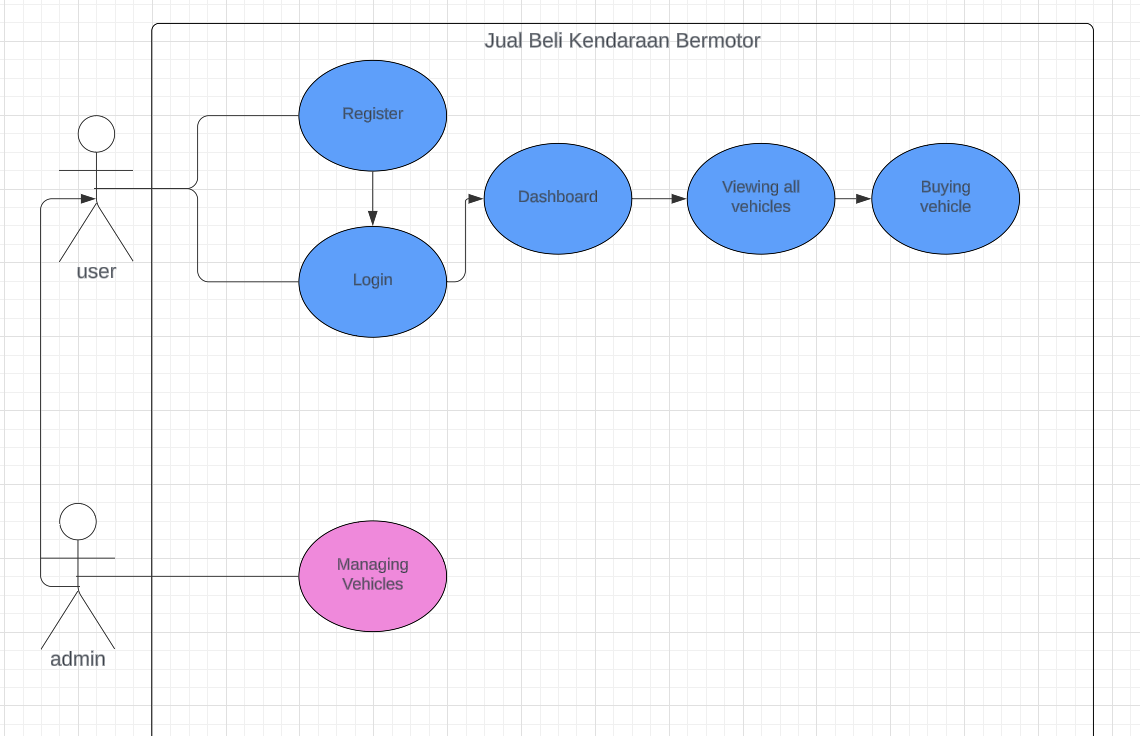 Jual Beli Kendaraan Bermotor
Register
Dashboard
Viewing all
vehicles
Buying
vehicle
user
Login
Managing
Vehicles
admin